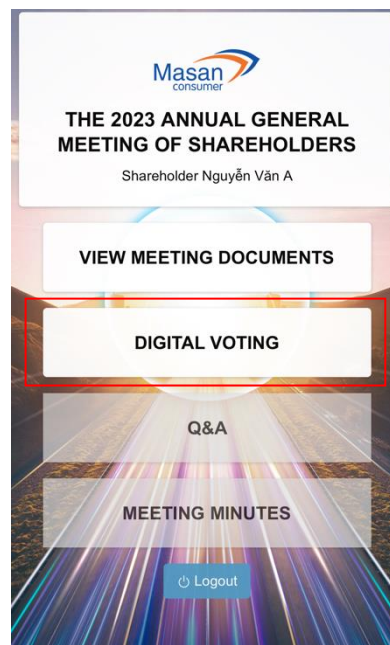 Masan
consumer
THE 2023 ANNUAL GENERAL
MEETING OF SHAREHOLDERS
Shareholder Nguyễn Văn A
VIEW MEETING DOCUMENTS
DIGITAL VOTING
Q&A
MEETING MINUTES
Logout